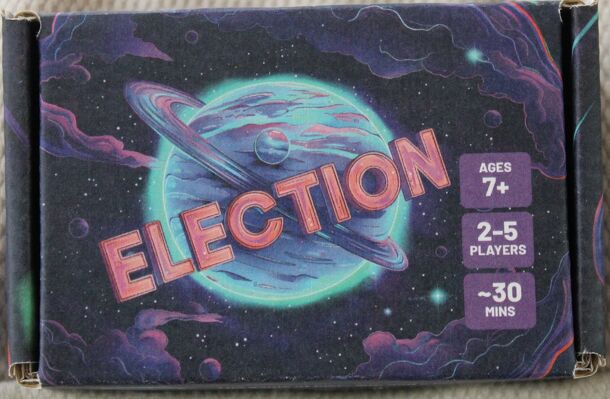 ELECTION
AGES
7+
2-5
PLAYERS
~30
MINS